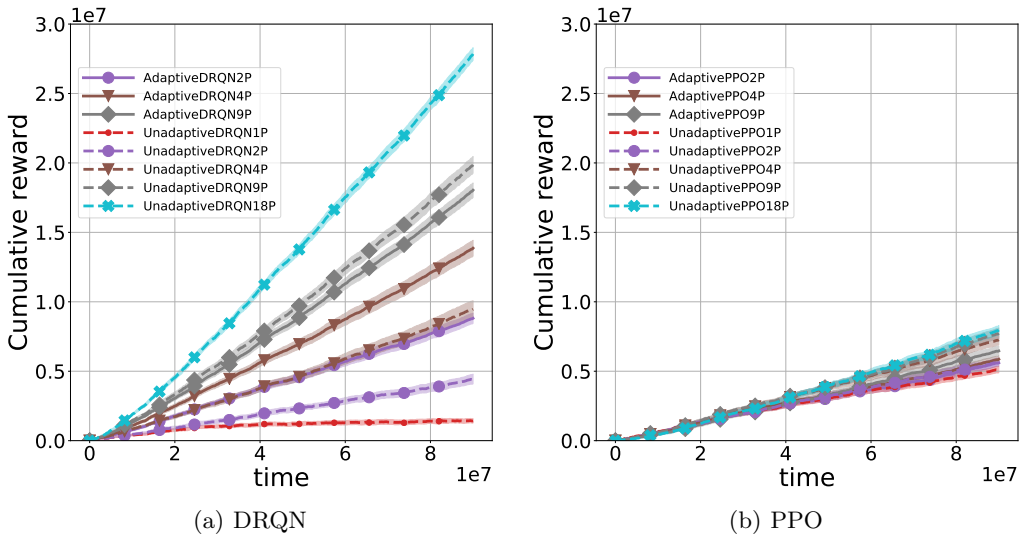 1e7
3.0
2.5
2.0
1.5
1.0
0.5
0.0
Cumulative reward
AdaptiveDRQN2P
AdaptiveDRQN4P
AdaptiveDRQN9P
UnadaptiveDRQN1P
UnadaptiveDRQN2P
UnadaptiveDRQN4P
UnadaptiveDRQN9P
UnadaptiveDRQN18P
0 2 4 6 8
time
1e7
(a) DRQN
1e7
3.0
2.5
2.0
1.5
1.0
0.5
0.0
Cumulative reward
AdaptivePPO2P
AdaptivePPO4P
AdaptivePPO9P
UnadaptivePPO1P
UnadaptivePPO2P
UnadaptivePPO4P
UnadaptivePPO9P
UnadaptivePPO18P
0 2 4 6 8
time
1e7
(b) PPO